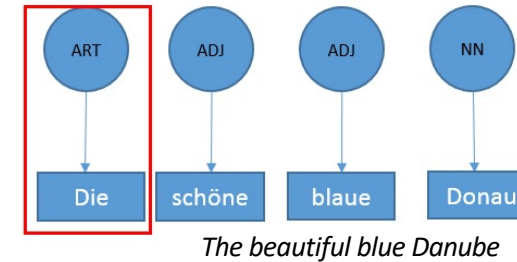 ART ADJ ADJ NN
Die schöne blaue Donau
The beautiful blue Danube